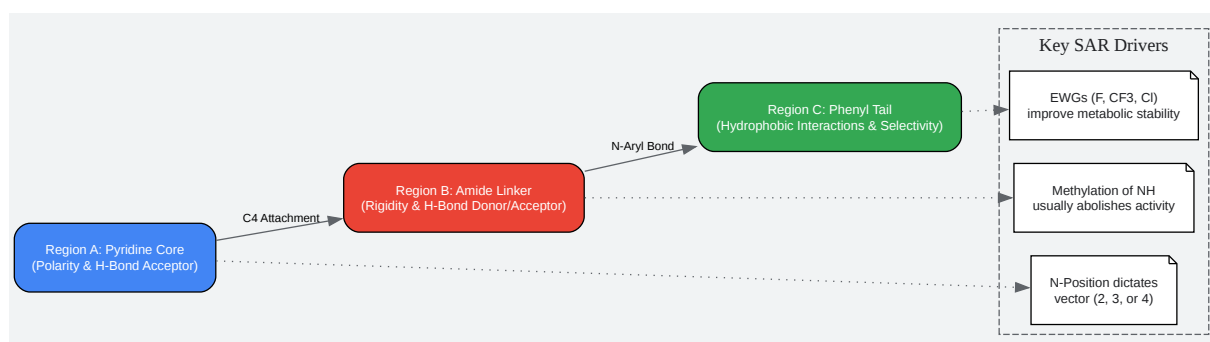 Key SAR Drivers
Region C: Phenyl Tail
(Hydrophobic Interactions & Selectivity)
EWGs (F, CF3, Cl)
improve metabolic stability
N-Aryl Bond
Region B: Amide Linker
(Rigidity & H-Bond Donor/Acceptor)
Methylation of NH
usually abolishes activity
C4 Attachment
Region A: Pyridine Core
(Polarity & H-Bond Acceptor)
N-Position dictates
vector (2, 3, or 4)